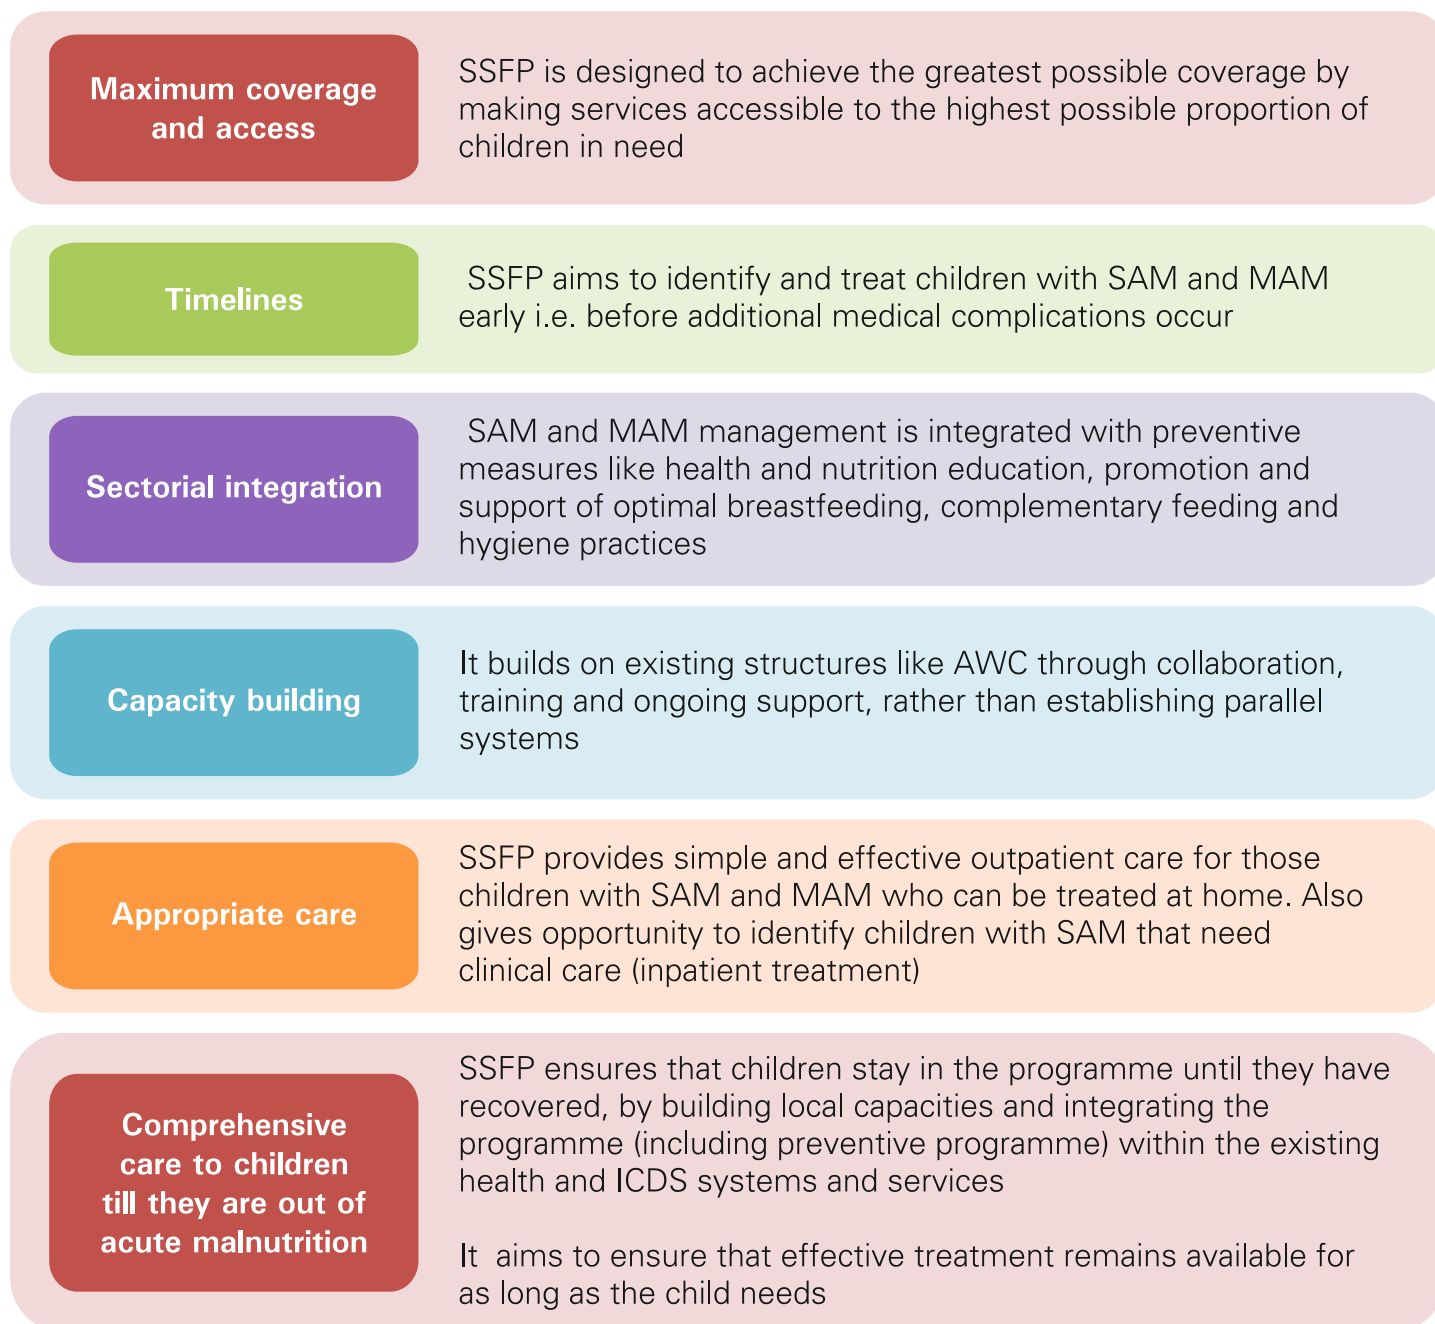 Maximum coverage
and access
SSFP is designed to achieve the greatest possible coverage by
making services accessible to the highest possible proportion of
children in need
Timelines
SSFP aims to identify and treat children with SAM and MAM
early i.e. before additional medical complications occur
Sectorial integration
SAM and MAM management is integrated with preventive
measures like health and nutrition education, promotion and
support of optimal breastfeeding, complementary feeding and
hygiene practices
Capacity building
It builds on existing structures like AWC through collaboration,
training and ongoing support, rather than establishing parallel
systems
Appropriate care
SSFP provides simple and effective outpatient care for those
children with SAM and MAM who can be treated at home. Also
gives opportunity to identify children with SAM that need
clinical care (inpatient treatment)
Comprehensive
care to children
till they are out of
acute malnutrition
SSFP ensures that children stay in the programme until they have
recovered, by building local capacities and integrating the
programme (including preventive programme) within the existing
health and ICDS systems and services
It aims to ensure that effective treatment remains available for
as long as the child needs